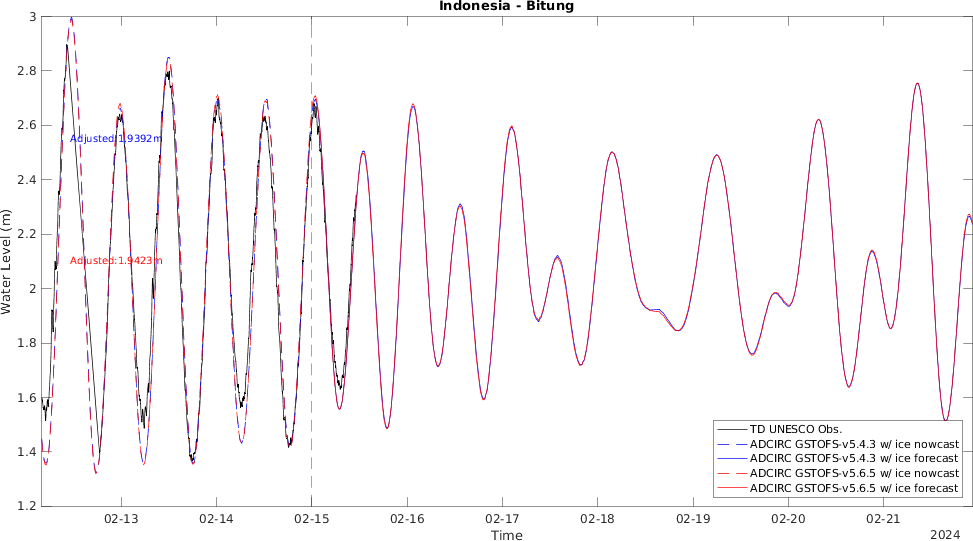 Indonesia - Bitung
3
2.8
2.6
2.4
2.2
2
1.8
1.6
1.4
1.2
Water Level (m)
Adjusted:1.9392m
Adjusted:1.9423m
TD UNESCO Obs.
ADCIRC GSTOFS-v5.4.3 w/ ice nowcast
ADCIRC GSTOFS-v5.4.3 w/ ice forecast
ADCIRC GSTOFS-v5.6.5 w/ ice nowcast
ADCIRC GSTOFS-v5.6.5 w/ ice forecast
02-13 02-14 02-15 02-16 02-17 02-18 02-19 02-20 02-21
Time
2024